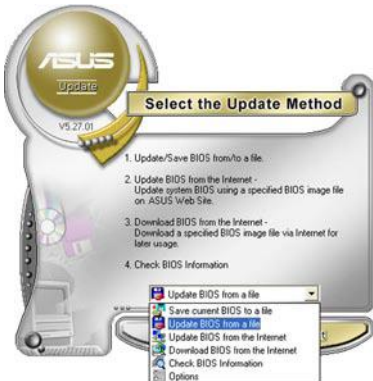 ASUS
Update
V5.27.01
Select the Update Method
1. Update/Save BIOS from/to a file.
2. Update BIOS from the Internet -
Update system BIOS using a specified BIOS image file
on ASUS Web Site.
3. Download BIOS from the Internet -
Download a specified BIOS image file via Internet for
later usage.
4. Check BIOS Information
Update BIOS from a file
Save current BIOS to a file
Update BIOS from a file
Update BIOS from the Internet
Download BIOS from the Internet
Check BIOS Information
Options